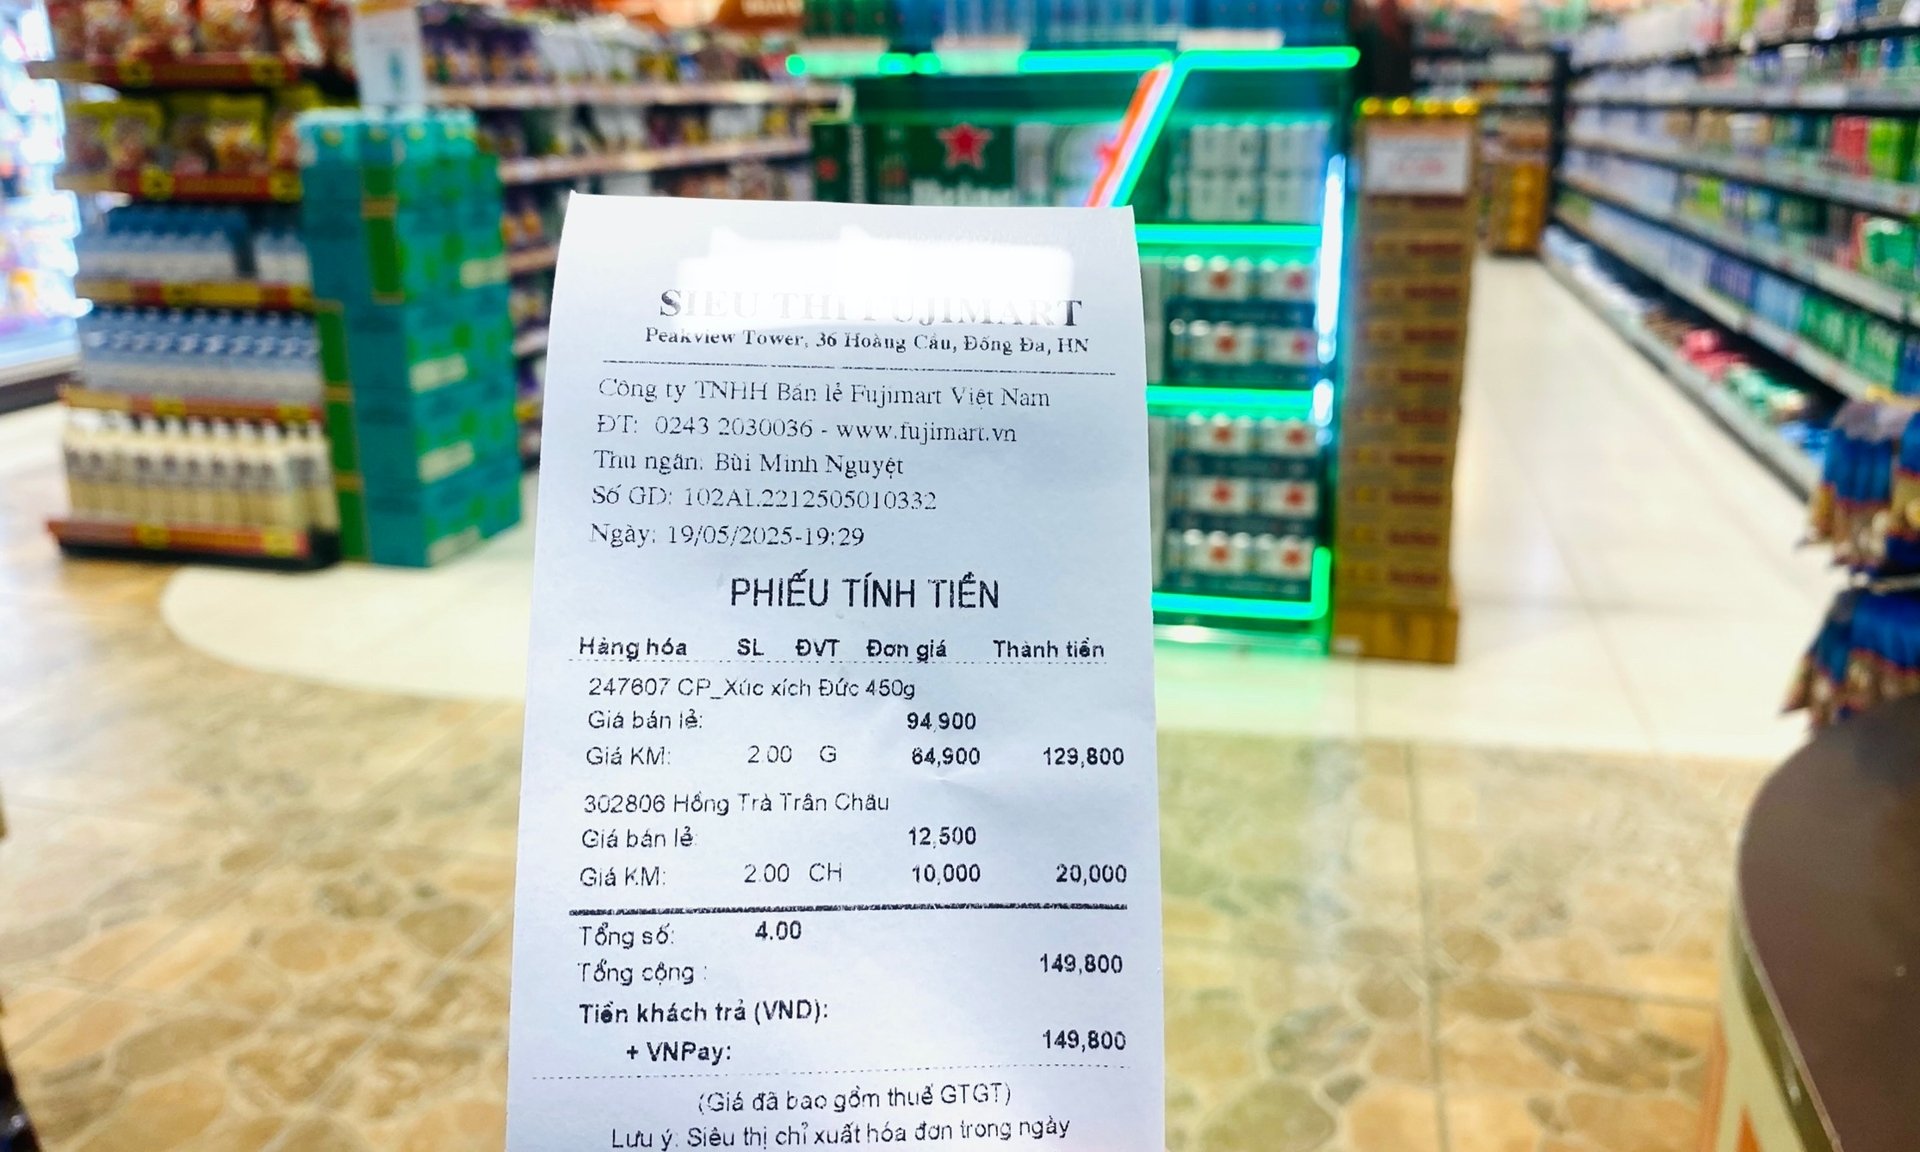 SIÊU THỊ FUJIMART
Peakview Tower, 36 Hoàng Cầu, Đống Đa, HN
Công ty TNHH Bán lẻ Fujimart Việt Nam
ĐT: 0243 2030036 - www.fujimart.vn
Thu ngân: Bùi Minh Nguyệt
Số GD: 102AL2212505010332
Ngày: 19/05/2025-19:29
PHIẾU TÍNH TIỀN
Hàng hóa SL ĐVT Đơn giá Thành tiền
247607 CP_Xúc xích Đức 450g
Giá bán lẻ: 94,900
Giá KM: 2.00 G 64,900 129,800
302806 Hồng Trà Trân Châu
Giá bán lẻ: 12,500
Giá KM: 2.00 CH 10,000 20,000
Tổng số: 4.00
Tổng cộng : 149,800
Tiền khách trả (VND):
+ VNPay: 149,800
(Giá đã bao gồm thuế GTGT)
Lưu ý: Siêu thị chỉ xuất hóa đơn trong ngày